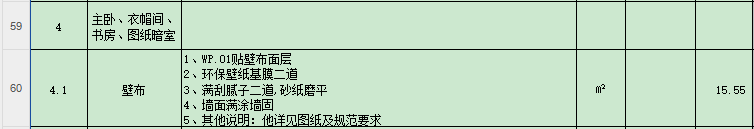 59
4
主卧、衣帽间、
书房、图纸暗室
60
4.1
壁布
1、WP.01贴壁布面层
2、环保壁纸基膜二道
3、满刮腻子二道,砂纸磨平
4、墙面满涂墙固
5、其他说明：他详见图纸及规范要求
m²
15.55